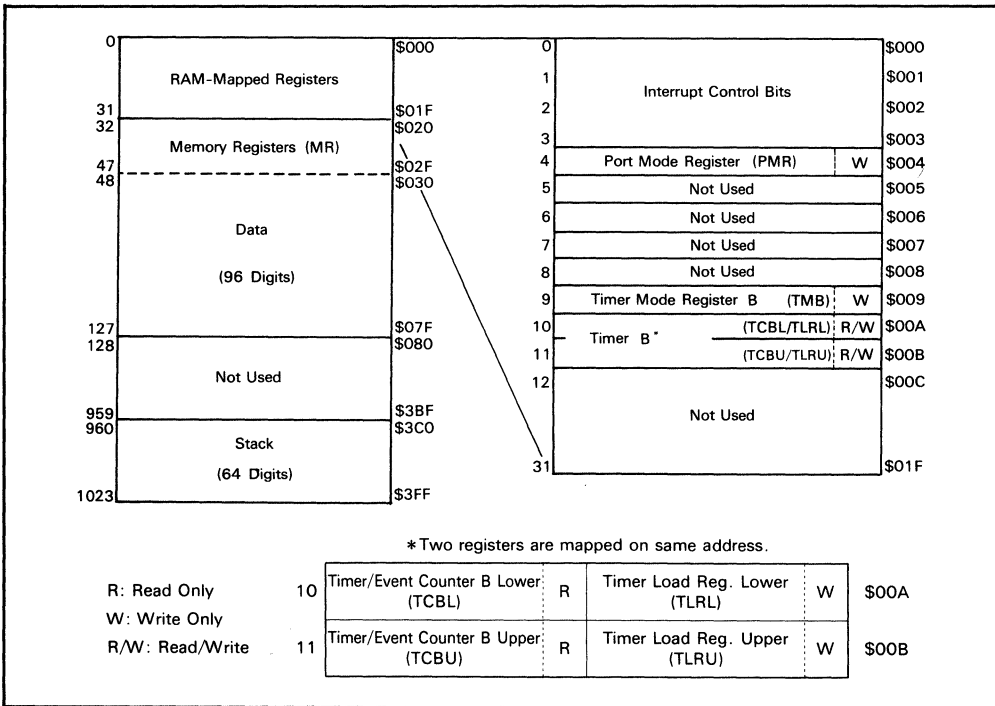 0 $000
RAM-Mapped Registers
31 $01F
32 $020
Memory Registers (MR)
47 $02F
48 $030
Data
(96 Digits)
127 $07F
128 $080
Not Used
959 $3BF
960 $3C0
Stack
(64 Digits)
1023 $3FF
0 $000
1 $001
Interrupt Control Bits
2 $002
3 $003
4 Port Mode Register (PMR) W $004
5 Not Used $005
6 Not Used $006
7 Not Used $007
8 Not Used $008
9 Timer Mode Register B (TMB) W $009
10 (TCBL/TLRL) R/W $00A
Timer B*
11 (TCBU/TLRU) R/W $00B
12 $00C
Not Used
31 $01F
*Two registers are mapped on same address.
R: Read Only
W: Write Only
R/W: Read/Write
10 Timer/Event Counter B Lower R Timer Load Reg. Lower W $00A
(TCBL) (TLRL)
11 Timer/Event Counter B Upper R Timer Load Reg. Upper W $00B
(TCBU) (TLRU)